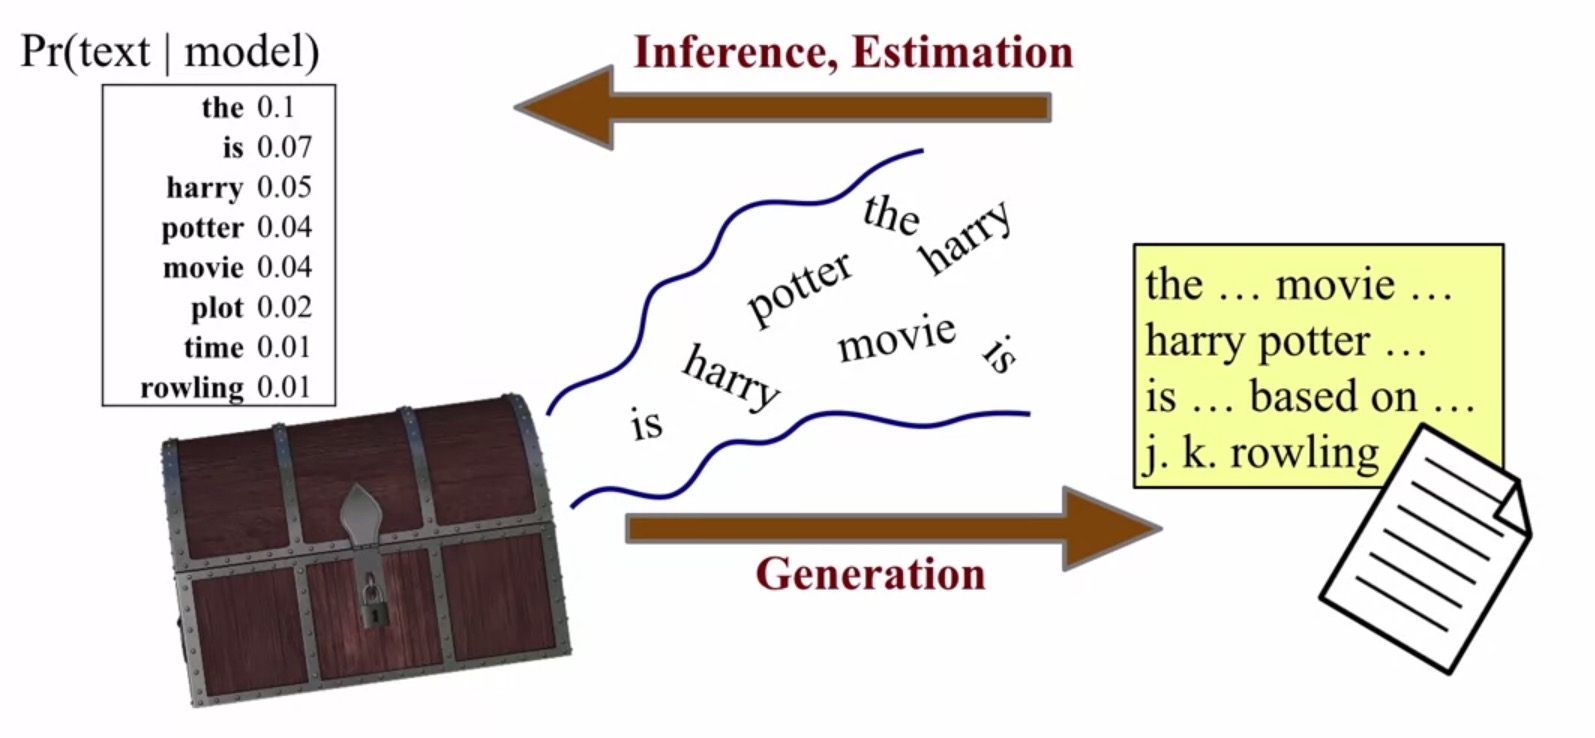 Pr(text | model)
the 0.1
is 0.07
harry 0.05
potter 0.04
movie 0.04
plot 0.02
time 0.01
rowling 0.01
Inference, Estimation
the
harry
potter
movie
is
harry
is
Generation
the … movie …
harry potter …
is … based on …
j. k. rowling